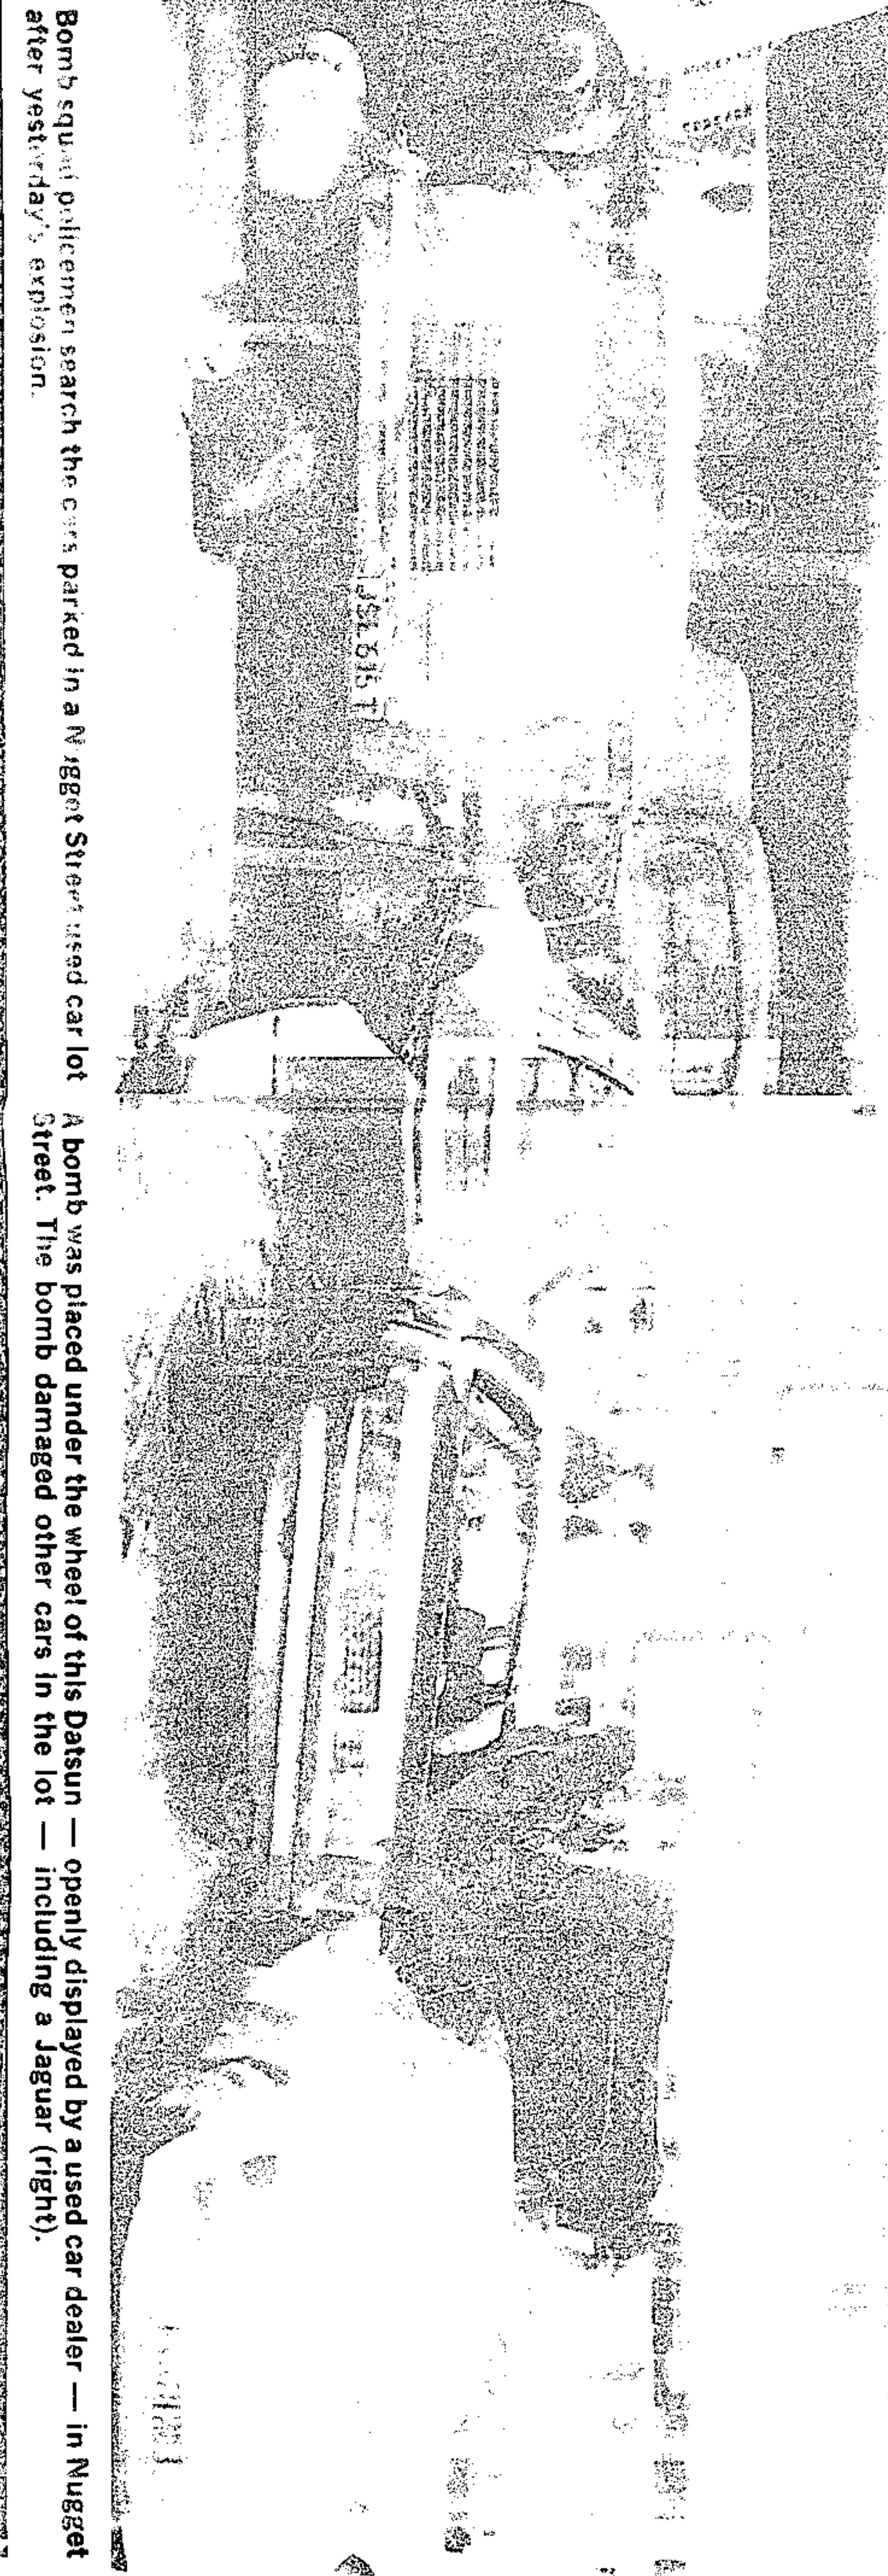 Bomb squad policemen search the cars parked in a Nugget Street used car lot
after yesterday's explosion.
A bomb was placed under the wheel of this Datsun — openly displayed by a used car dealer — in Nugget
Street. The bomb damaged other cars in the lot — including a Jaguar (right).